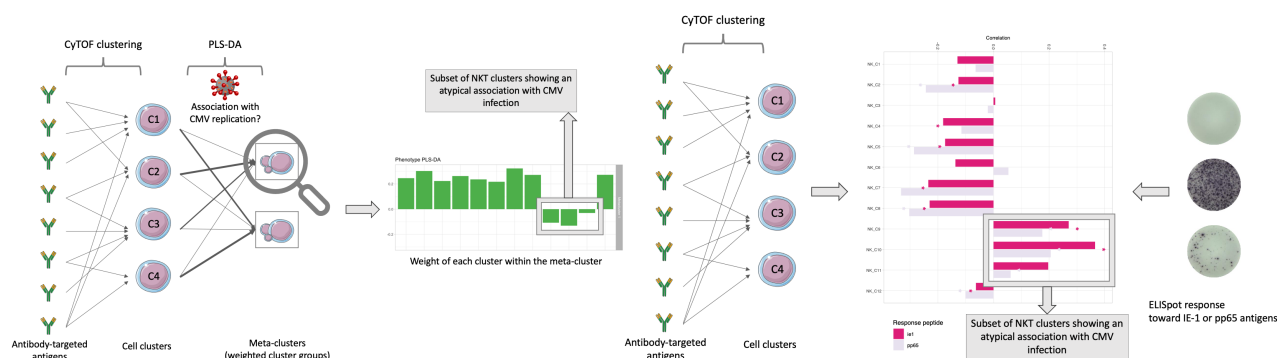 CyTOF clustering
PLS-DA
Association with
CMV replication?
C1
C2
C3
C4
Antibody-targeted
antigens
Cell clusters
Meta-clusters
(weighted cluster groups)
Subset of NKT clusters showing an
atypical association with CMV
infection
Phenotype PLS-DA
Weight of each cluster within the meta-cluster
CyTOF clustering
C1
C2
C3
C4
Antibody-targeted
antigens
Cell clusters
Correlation
NK_C1
NK_C2
NK_C3
NK_C4
NK_C5
NK_C6
NK_C7
NK_C8
NK_C9
NK_C10
NK_C11
NK_C12
Response peptide
ie1
pp65
Subset of NKT clusters showing an
atypical association with CMV
infection
ELISpot response
toward IE-1 or pp65 antigens